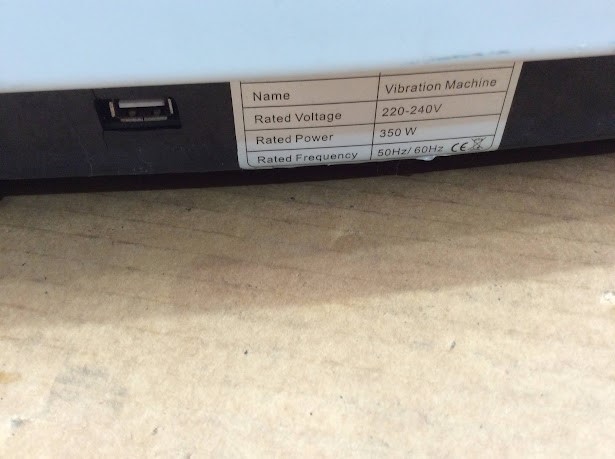 Name Vibration Machine
Rated Voltage 220-240V
Rated Power 350 W
Rated Frequency 50Hz/ 60Hz CE